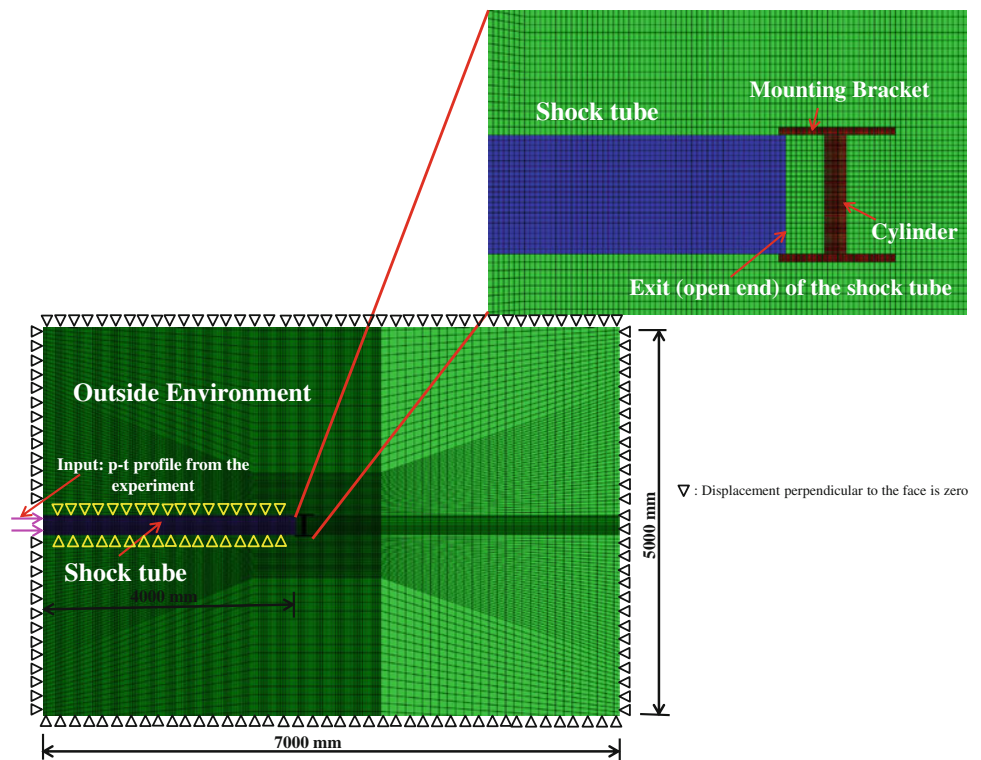 Mounting Bracket
Shock tube
Cylinder
Exit (open end) of the shock tube
Outside Environment
Input: p-t profile from the
experiment
Shock tube
4000 mm
5000 mm
: Displacement perpendicular to the face is zero
7000 mm